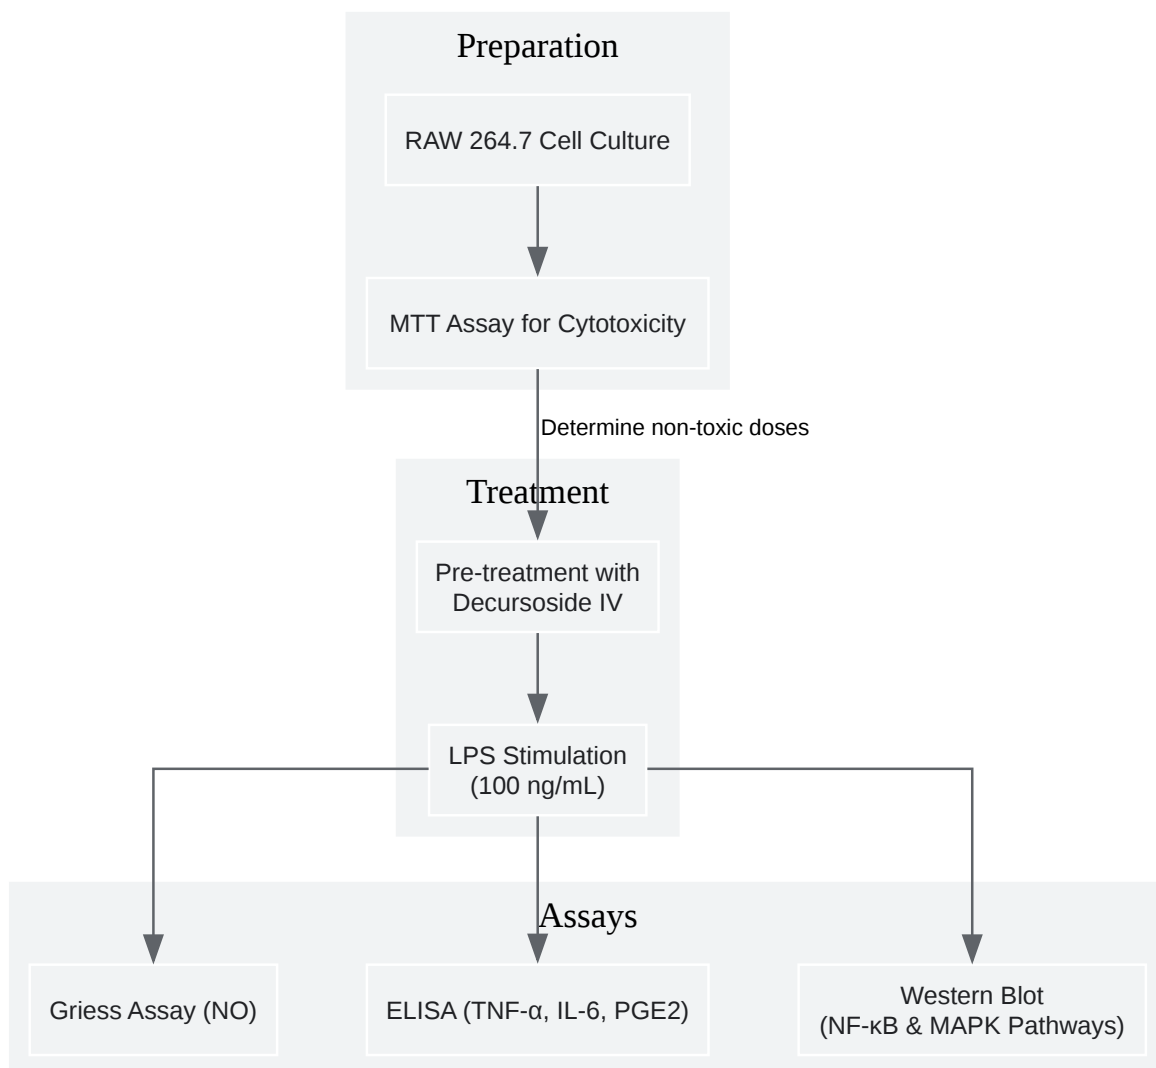 Preparation
RAW 264.7 Cell Culture
MTT Assay for Cytotoxicity
Determine non-toxic doses
Treatment
Pre-treatment with
Decursoside IV
LPS Stimulation
(100 ng/mL)
Assays
Griess Assay (NO)
ELISA (TNF-α, IL-6, PGE2)
Western Blot
(NF-κB & MAPK Pathways)